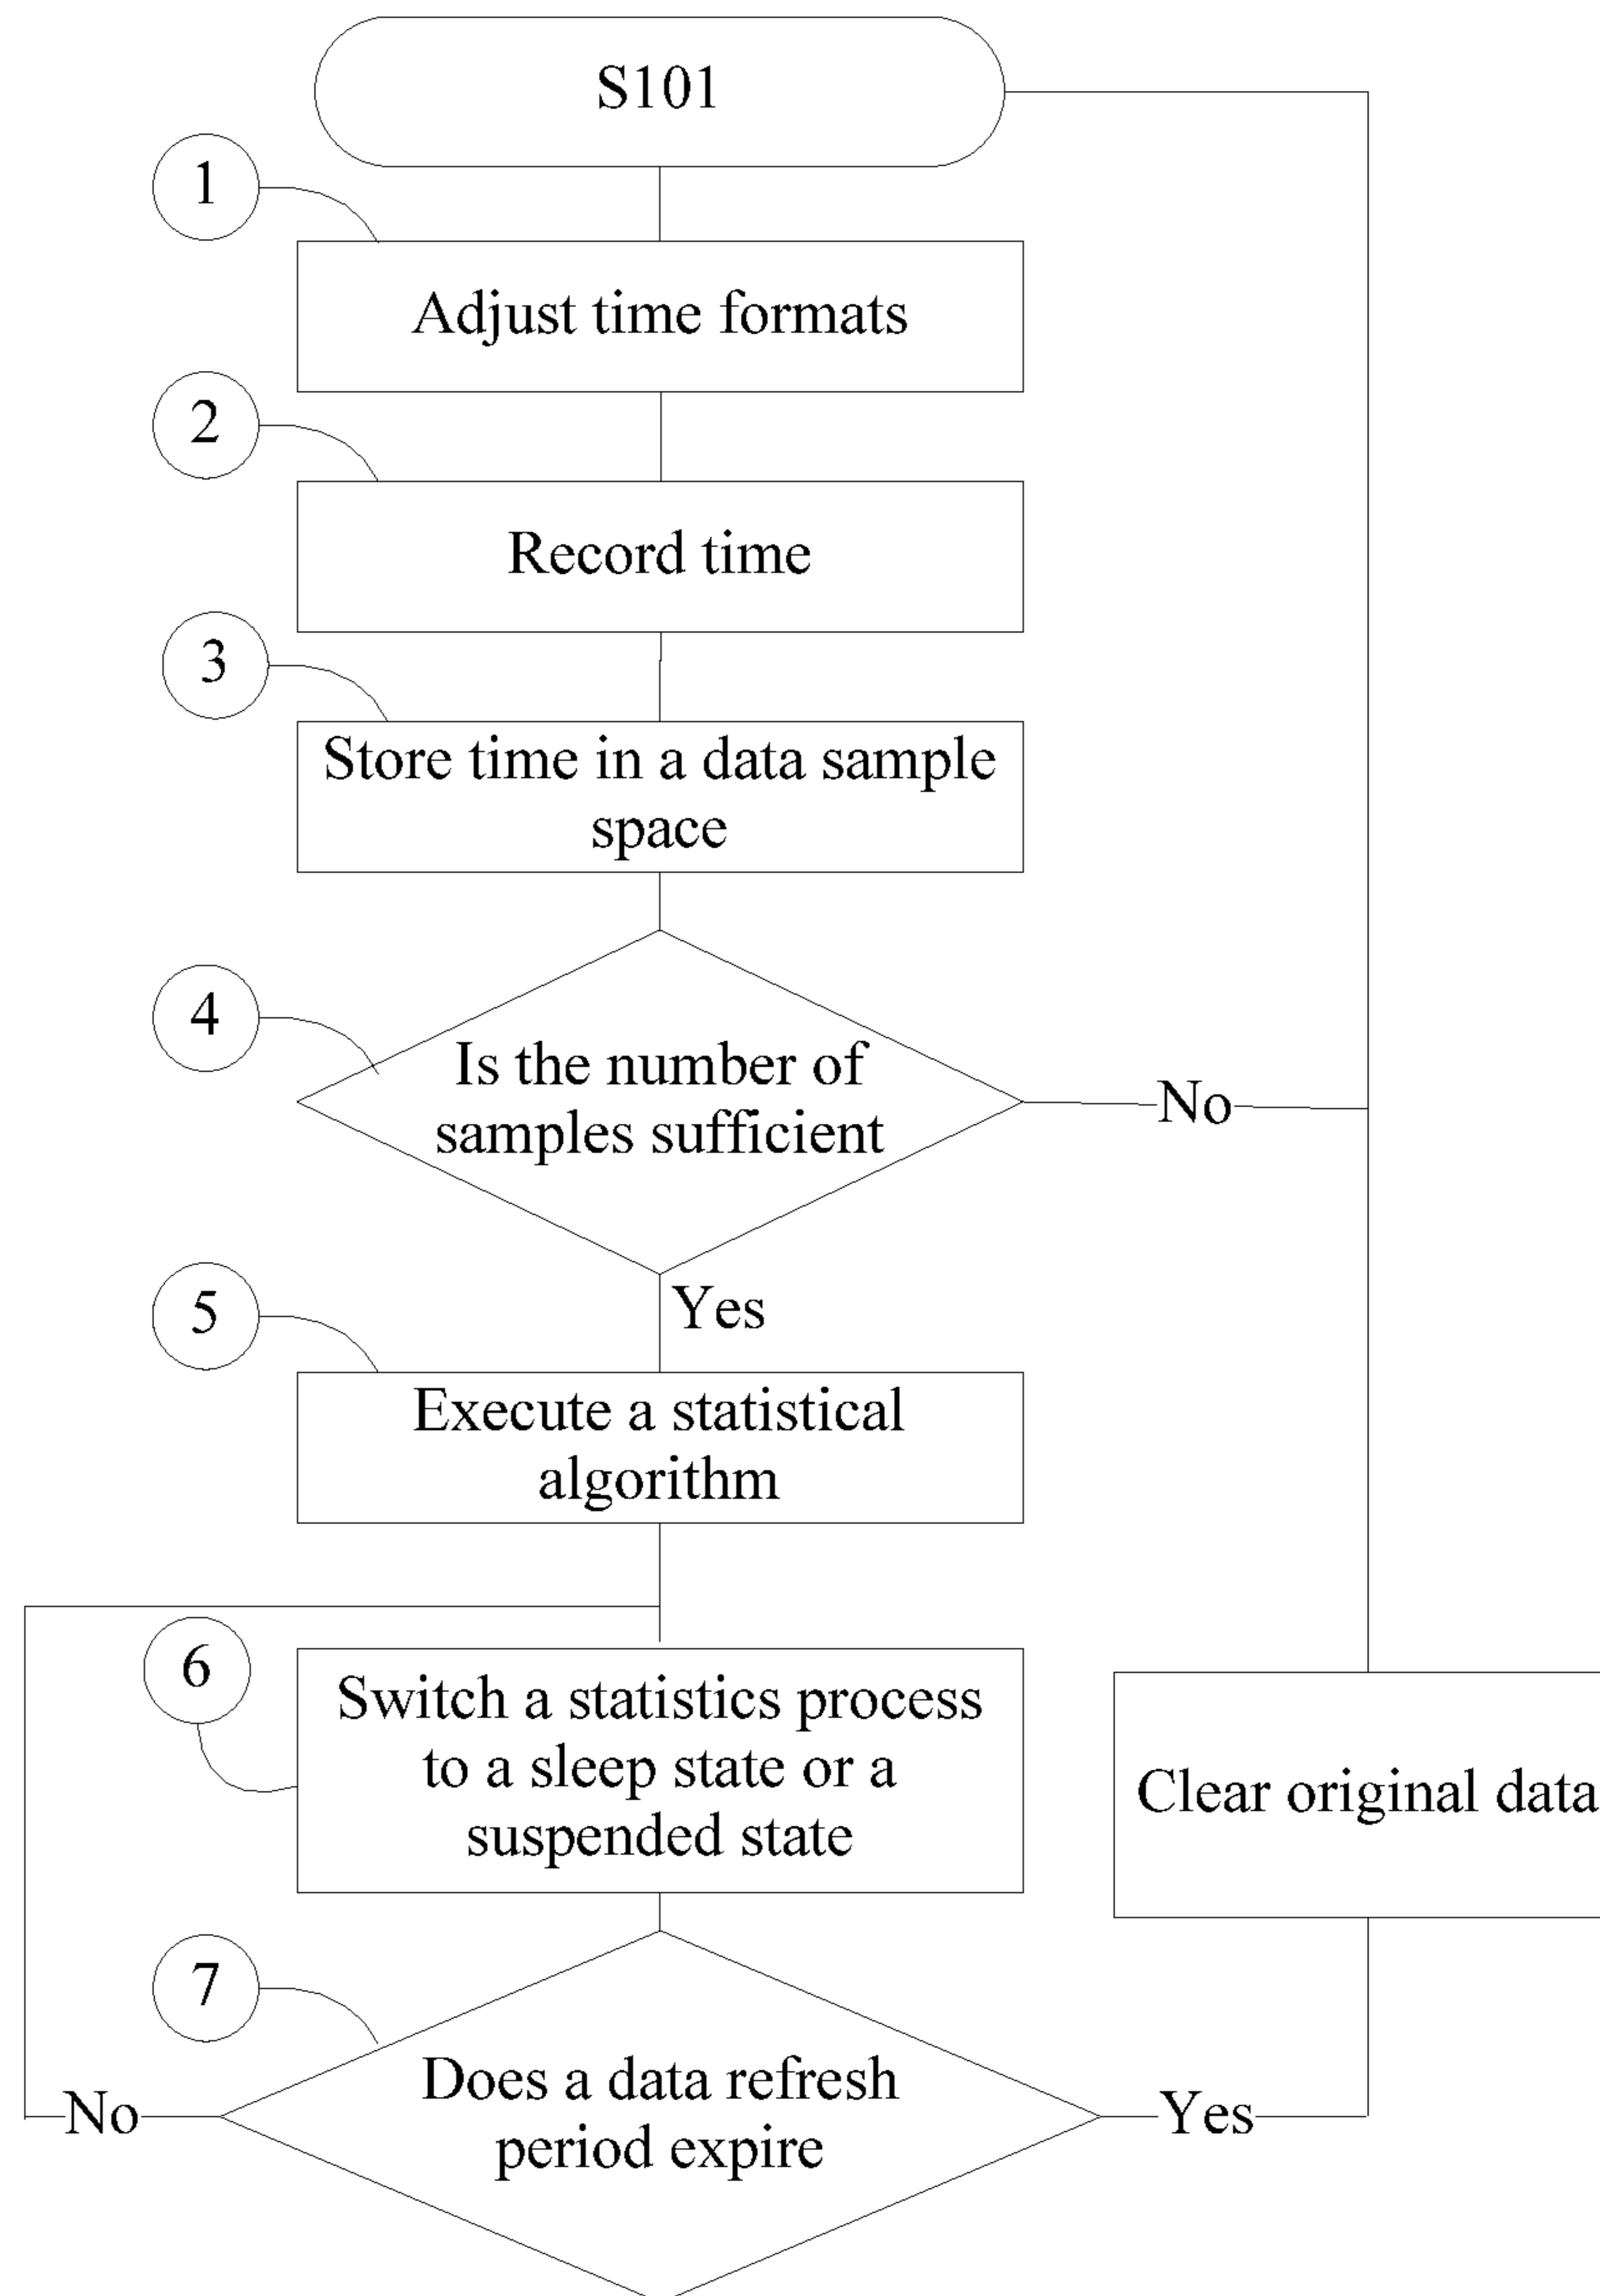 S101
1
Adjust time formats
2
Record time
3
Store time in a data sample
space
4
Is the number of
samples sufficient
No
Yes
5
Execute a statistical
algorithm
6
Switch a statistics process
to a sleep state or a
suspended state
Clear original data
7
Does a data refresh
period expire
No
Yes